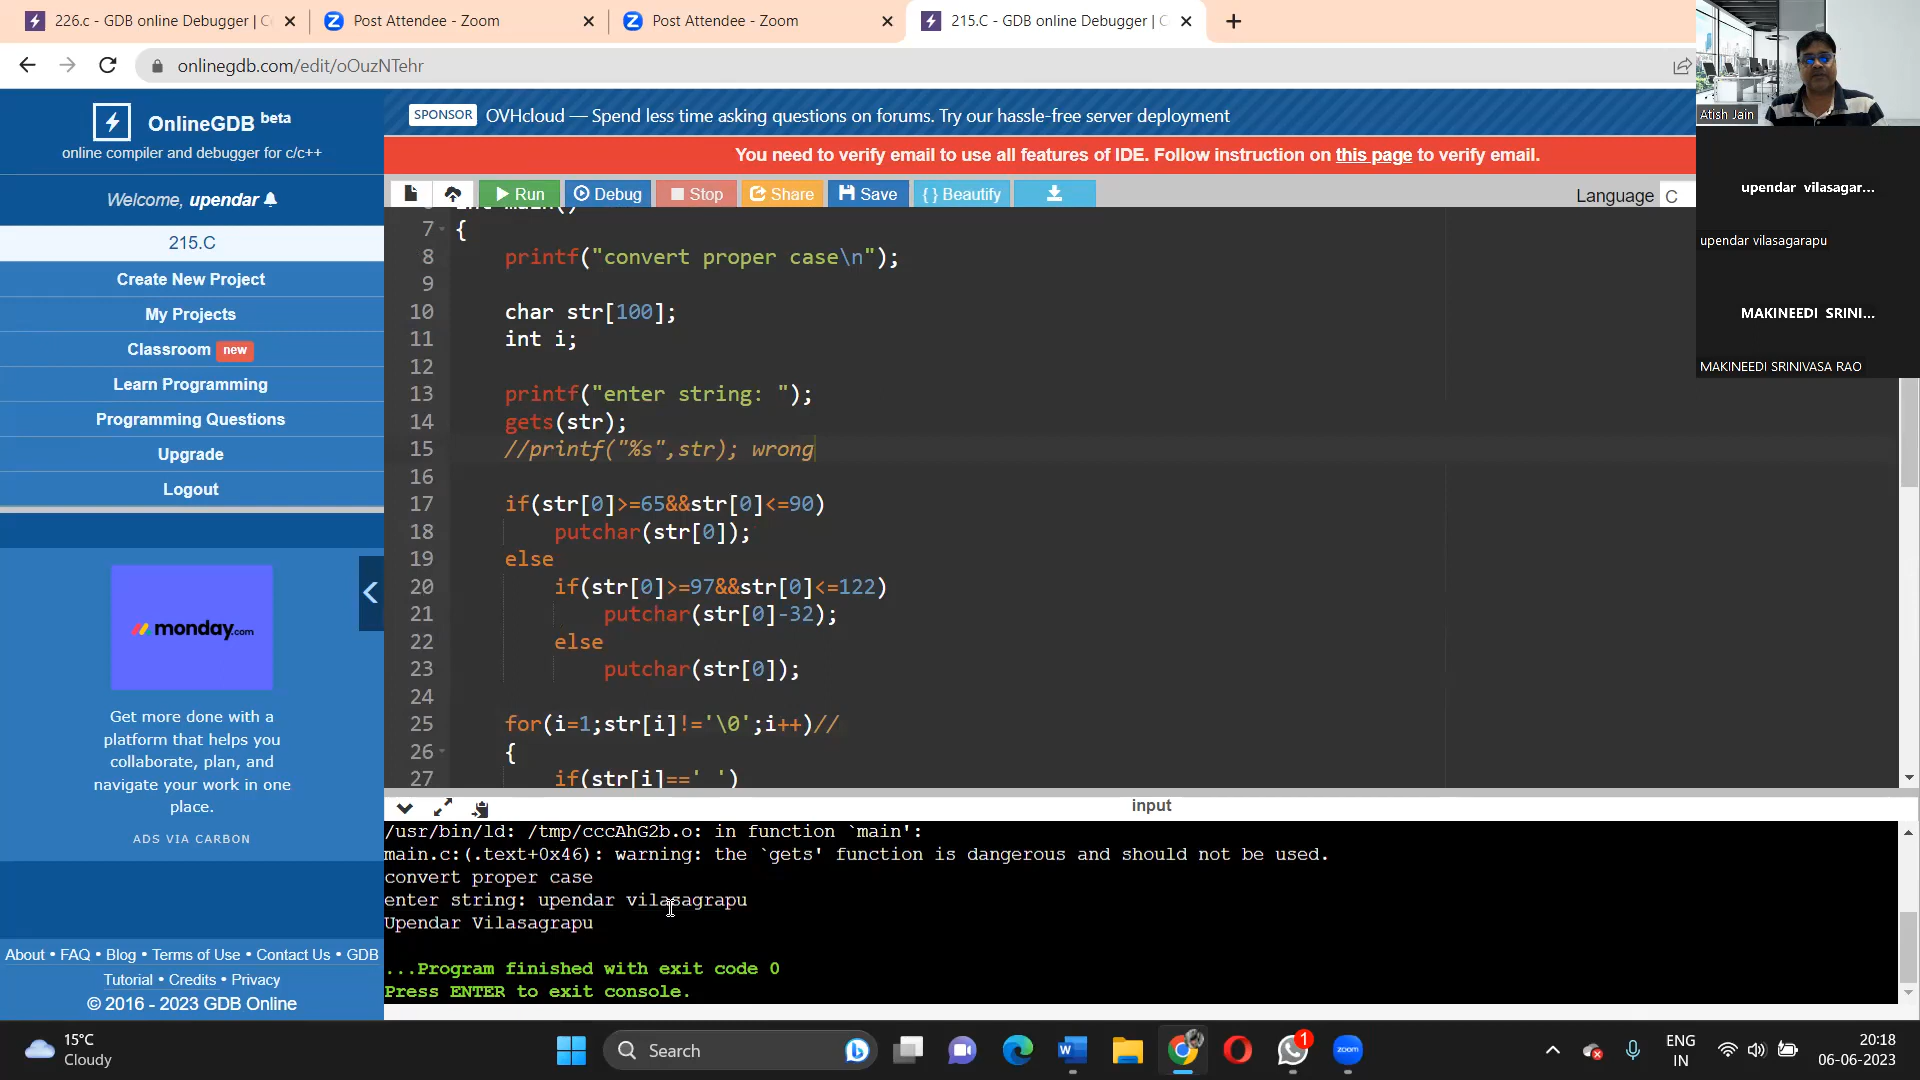 226.c - GDB online Debugger | C
Post Attendee - Zoom
Post Attendee - Zoom
215.C - GDB online Debugger | C
onlinegdb.com/edit/oOuzNTehr
OnlineGDB beta
online compiler and debugger for c/c++
Welcome, upendar
215.C
Create New Project
My Projects
Classroom new
Learn Programming
Programming Questions
Upgrade
Logout
monday.com
Get more done with a
platform that helps you
collaborate, plan, and
navigate your work in one
place.
ADS VIA CARBON
About • FAQ • Blog • Terms of Use • Contact Us • GDB
Tutorial • Credits • Privacy
© 2016 - 2023 GDB Online
SPONSOR OVHcloud — Spend less time asking questions on forums. Try our hassle-free server deployment
You need to verify email to use all features of IDE. Follow instruction on this page to verify email.
Run Debug Stop Share Save { } Beautify Language C
int main()
7 {
8 printf("convert proper case\n");
9
10 char str[100];
11 int i;
12
13 printf("enter string: ");
14 gets(str);
15 //printf("%s",str); wrong
16
17 if(str[0]>=65&&str[0]<=90)
18 putchar(str[0]);
19 else
20 if(str[0]>=97&&str[0]<=122)
21 putchar(str[0]-32);
22 else
23 putchar(str[0]);
24
25 for(i=1;str[i]!='\0';i++)//
26 {
27 if(str[i]==' ')
input
/usr/bin/ld: /tmp/cccAhG2b.o: in function `main':
main.c:(.text+0x46): warning: the `gets' function is dangerous and should not be used.
convert proper case
enter string: upendar vilasagrapu
Upendar Vilasagrapu
...Program finished with exit code 0
Press ENTER to exit console.
Atish Jain
upendar vilasagar...
upendar vilasagarapu
MAKINEEDI SRINI...
MAKINEEDI SRINIVASA RAO
15°C
Cloudy
Search
zoom
1
ENG
IN
20:18
06-06-2023